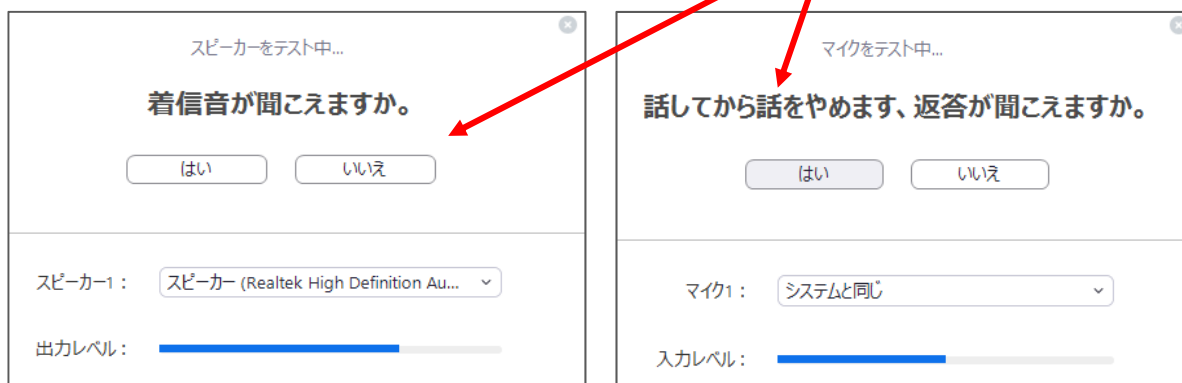 スピーカーをテスト中...
着信音が聞こえますか。
はい
いいえ
スピーカー1：
スピーカー (Realtek High Definition Au...
出力レベル：
マイクをテスト中...
話してから話をやめます、返答が聞こえますか。
はい
いいえ
マイク1：
システムと同じ
入力レベル：